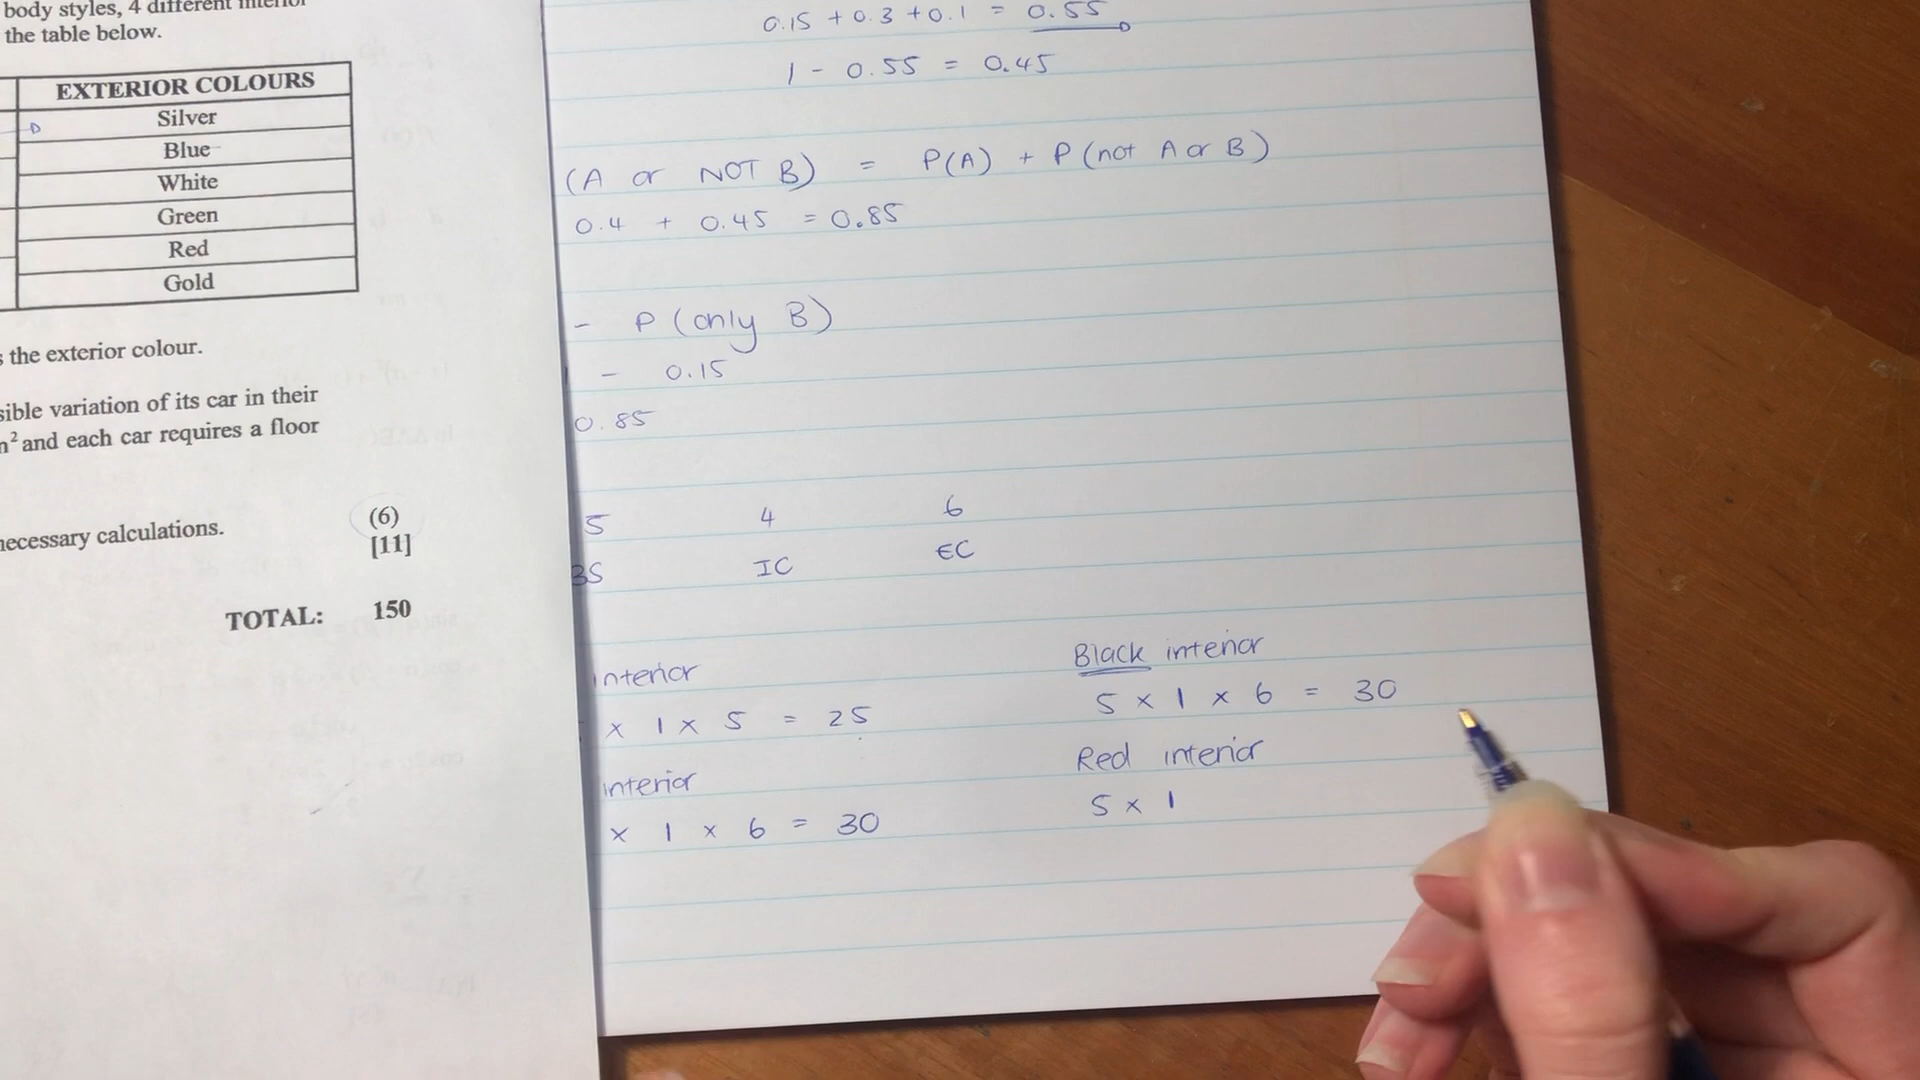 body styles, 4 different interior
the table below.
EXTERIOR COLOURS
Silver
Blue
White
Green
Red
Gold
the exterior colour.
sible variation of its car in their
m² and each car requires a floor
necessary calculations.
(6)
[11]
TOTAL: 150
0.15 + 0.3 + 0.1 = 0.55
1 - 0.55 = 0.45
(A or NOT B) = P(A) + P(not A or B)
0.4 + 0.45 = 0.85
- P(only B)
1 - 0.15
0.85
5 4 6
BS IC EC
interior
x 1 x 5 = 25
interior
x 1 x 6 = 30
Black interior
5 x 1 x 6 = 30
Red interior
5 x 1